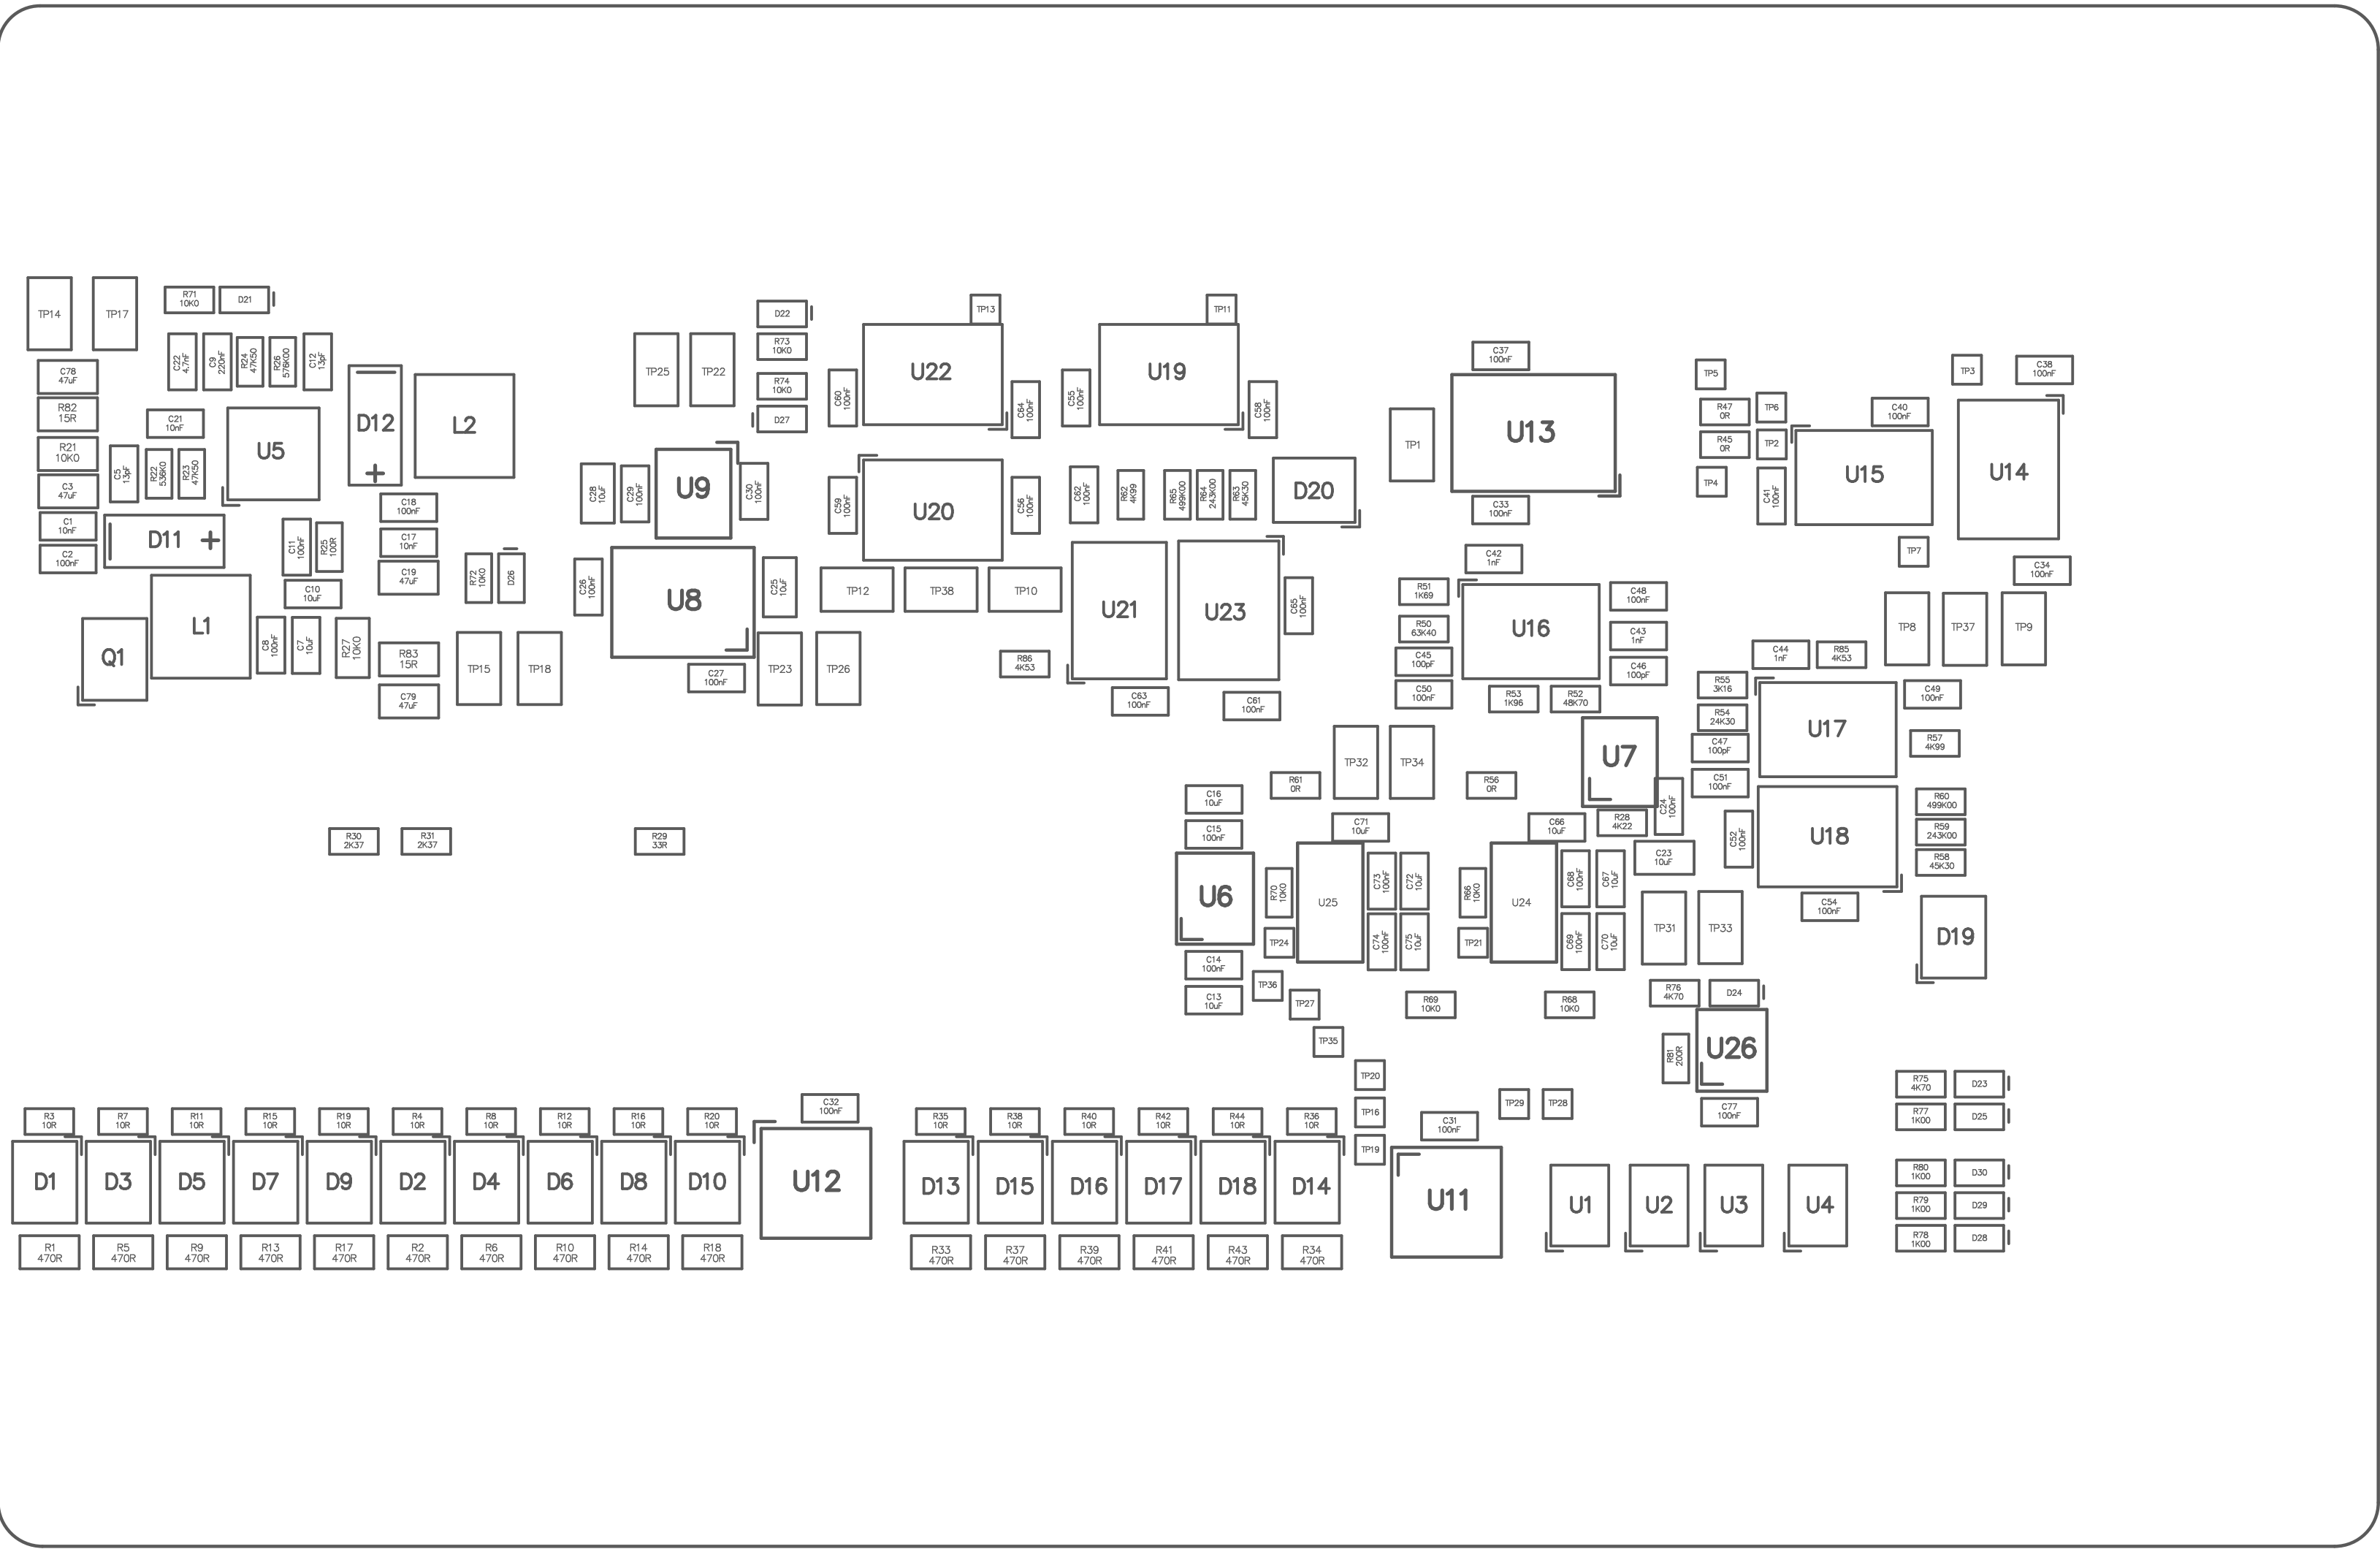 TP14
TP17
R71
10K0
D21
C22
4.7nF
C9
220nF
R24
47K50
R26
576K00
C12
13pF
C78
47uF
R82
15R
R21
10K0
C3
47uF
C1
10nF
C2
100nF
C21
10nF
C5
13pF
R22
536K0
R23
47K50
U5
D12
+
L2
C18
100nF
C17
10nF
C19
47uF
D11 +
C11
100nF
R25
100R
C10
10uF
L1
Q1
C8
100nF
C7
10uF
R27
10K0
R83
15R
C79
47uF
R72
10K0
D26
TP15
TP18
TP25
TP22
D22
R73
10K0
R74
10K0
D27
C28
10uF
C29
100nF
U9
C30
100nF
C26
100nF
U8
C25
10uF
C27
100nF
TP23
TP26
TP13
U22
C60
100nF
C64
100nF
C59
100nF
U20
C56
100nF
TP12
TP38
TP10
R86
4K53
TP11
U19
C55
100nF
C58
100nF
C62
100nF
R62
4K99
R65
499K00
R64
243K00
R63
45K30
D20
U21
U23
C65
100nF
C63
100nF
C61
100nF
TP1
C37
100nF
U13
C33
100nF
C42
1nF
R51
1K69
R50
63K40
C45
100pF
C50
100nF
U16
C48
100nF
C43
1nF
C46
100pF
R53
1K96
R52
48K70
TP5
R47
0R
R45
0R
TP4
TP6
TP2
C41
100nF
C40
100nF
U15
TP7
TP3
C38
100nF
U14
C34
100nF
TP8
TP37
TP9
C44
1nF
R85
4K53
R55
3K16
R54
24K30
C47
100pF
C51
100nF
U17
C49
100nF
R57
4K99
U7
C24
100nF
R28
4K22
C23
10uF
C52
100nF
U18
R60
499K00
R59
243K00
R58
45K30
C54
100nF
D19
R30
2K37
R31
2K37
R29
33R
TP32
TP34
R61
0R
R56
0R
C16
10uF
C15
100nF
U6
C14
100nF
C13
10uF
C71
10uF
R70
10K0
TP24
U25
C73
100nF
C72
10uF
C74
100nF
C75
10uF
C66
10uF
R66
10K0
TP21
U24
C68
100nF
C67
10uF
C69
100nF
C70
10uF
TP31
TP33
TP36
TP27
TP35
R69
10K0
R68
10K0
R76
4K70
D24
U26
R81
200R
C77
100nF
TP20
TP16
TP19
TP29
TP28
C31
100nF
U11
U1
U2
U3
U4
R75
4K70
D23
R77
1K00
D25
R80
1K00
D30
R79
1K00
D29
R78
1K00
D28
R3
10R
R7
10R
R11
10R
R15
10R
R19
10R
R4
10R
R8
10R
R12
10R
R16
10R
R20
10R
C32
100nF
R35
10R
R38
10R
R40
10R
R42
10R
R44
10R
R36
10R
D1
D3
D5
D7
D9
D2
D4
D6
D8
D10
U12
D13
D15
D16
D17
D18
D14
R1
470R
R5
470R
R9
470R
R13
470R
R17
470R
R2
470R
R6
470R
R10
470R
R14
470R
R18
470R
R33
470R
R37
470R
R39
470R
R41
470R
R43
470R
R34
470R